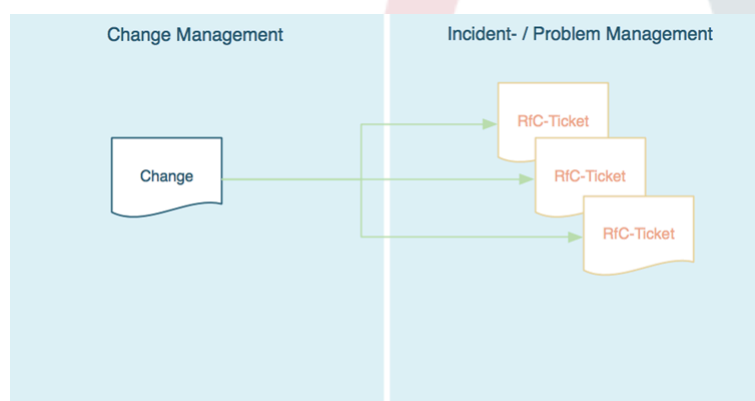 Change Management
Incident- / Problem Management
Change
RfC-Ticket
RfC-Ticket
RfC-Ticket